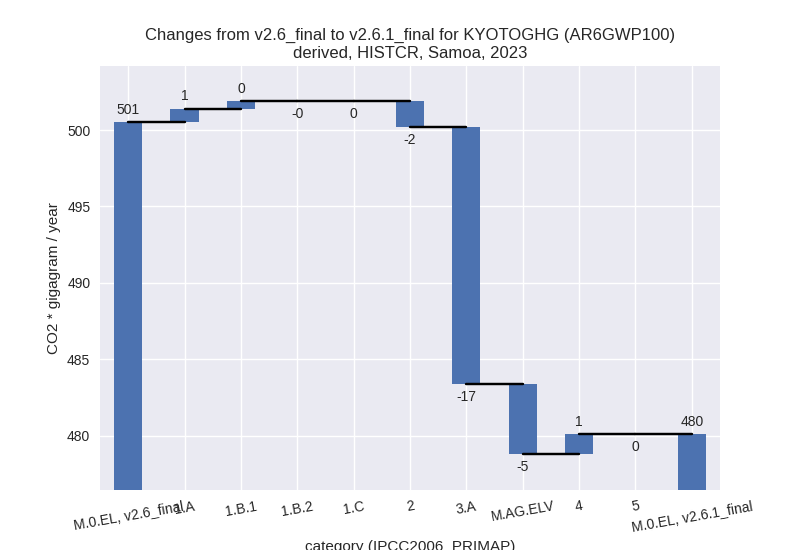 Changes from v2.6_final to v2.6.1_final for KYOTOGHG (AR6GWP100)
derived, HISTCR, Samoa, 2023
CO2 * gigagram / year
500
495
490
485
480
501
1
0
-0
0
-2
-17
-5
1
0
480
M.0.EL, v2.6_final
1.A
1.B.1
1.B.2
1.C
2
3.A
M.AG.ELV
4
5
M.0.EL, v2.6.1_final
category (IPCC2006_PRIMAP)